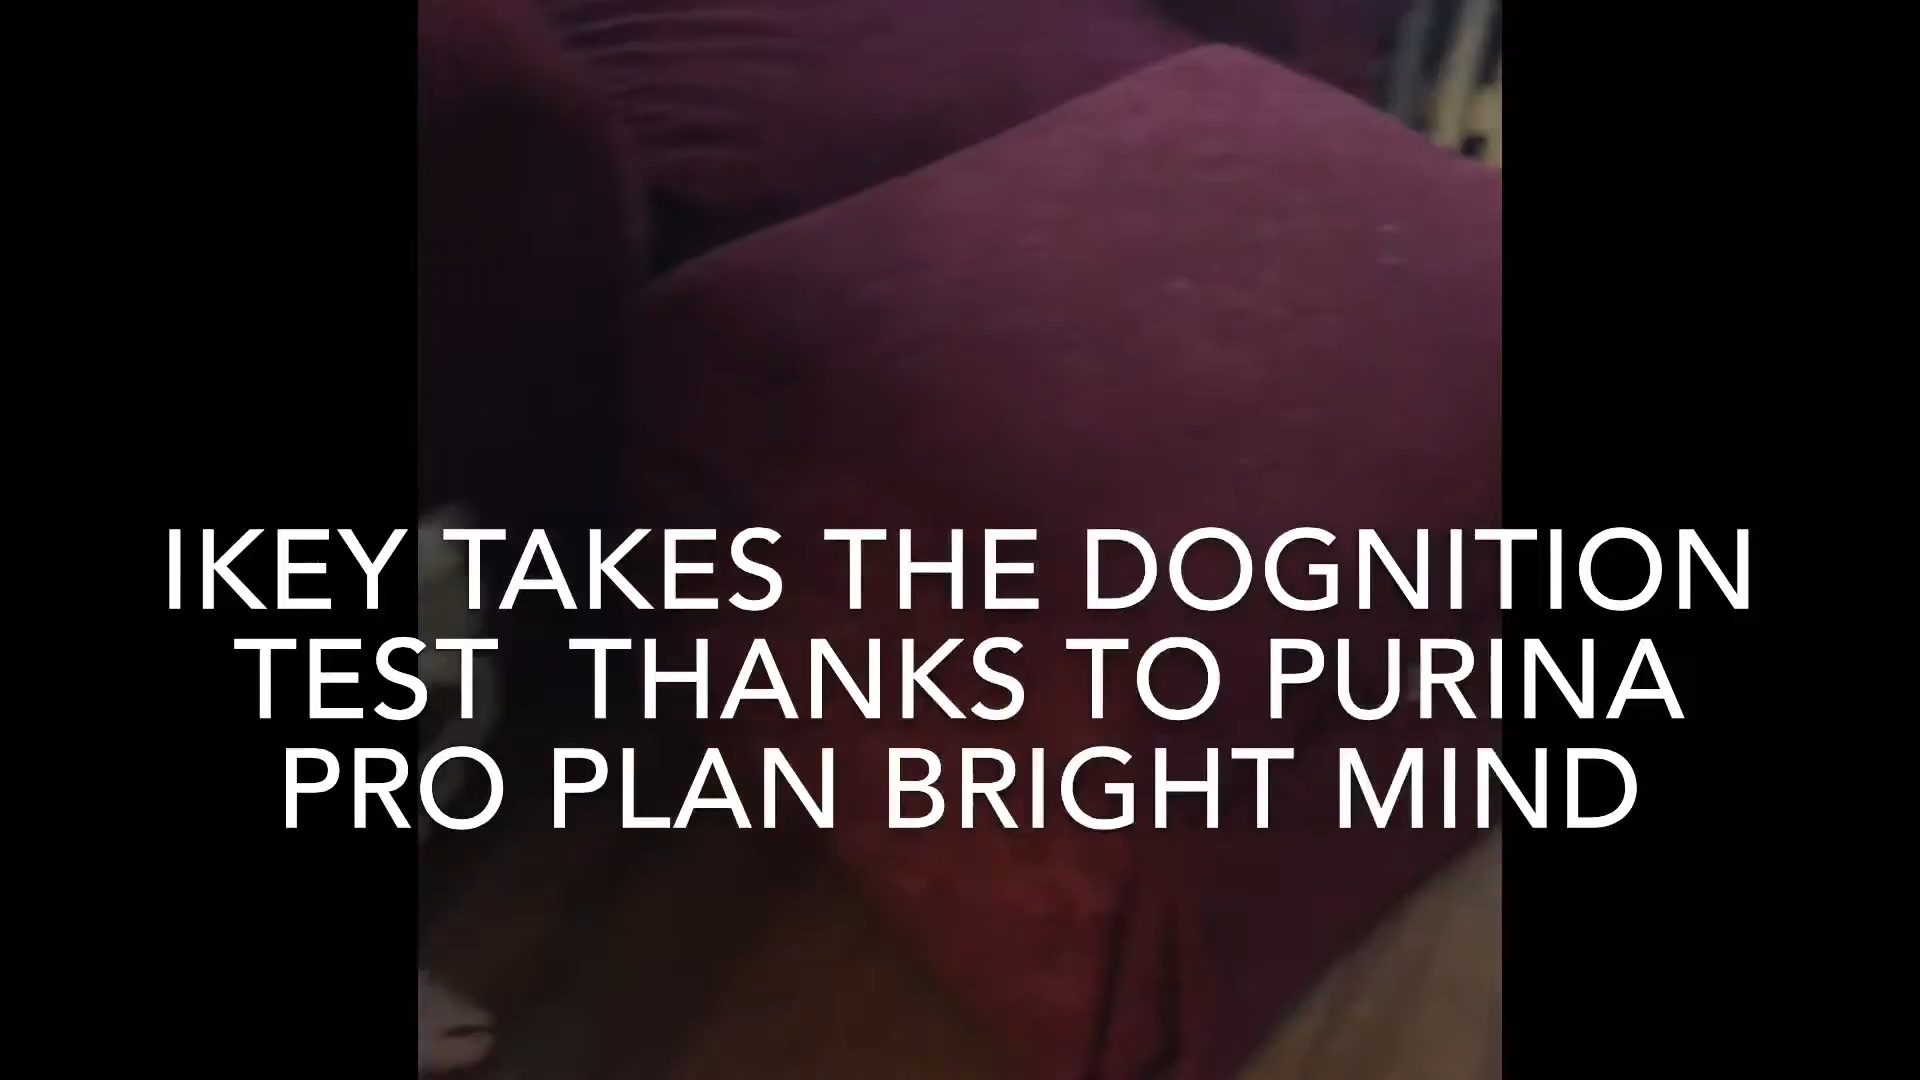 IKEY TAKES THE DOGNITION
TEST  THANKS TO PURINA
PRO PLAN BRIGHT MIND